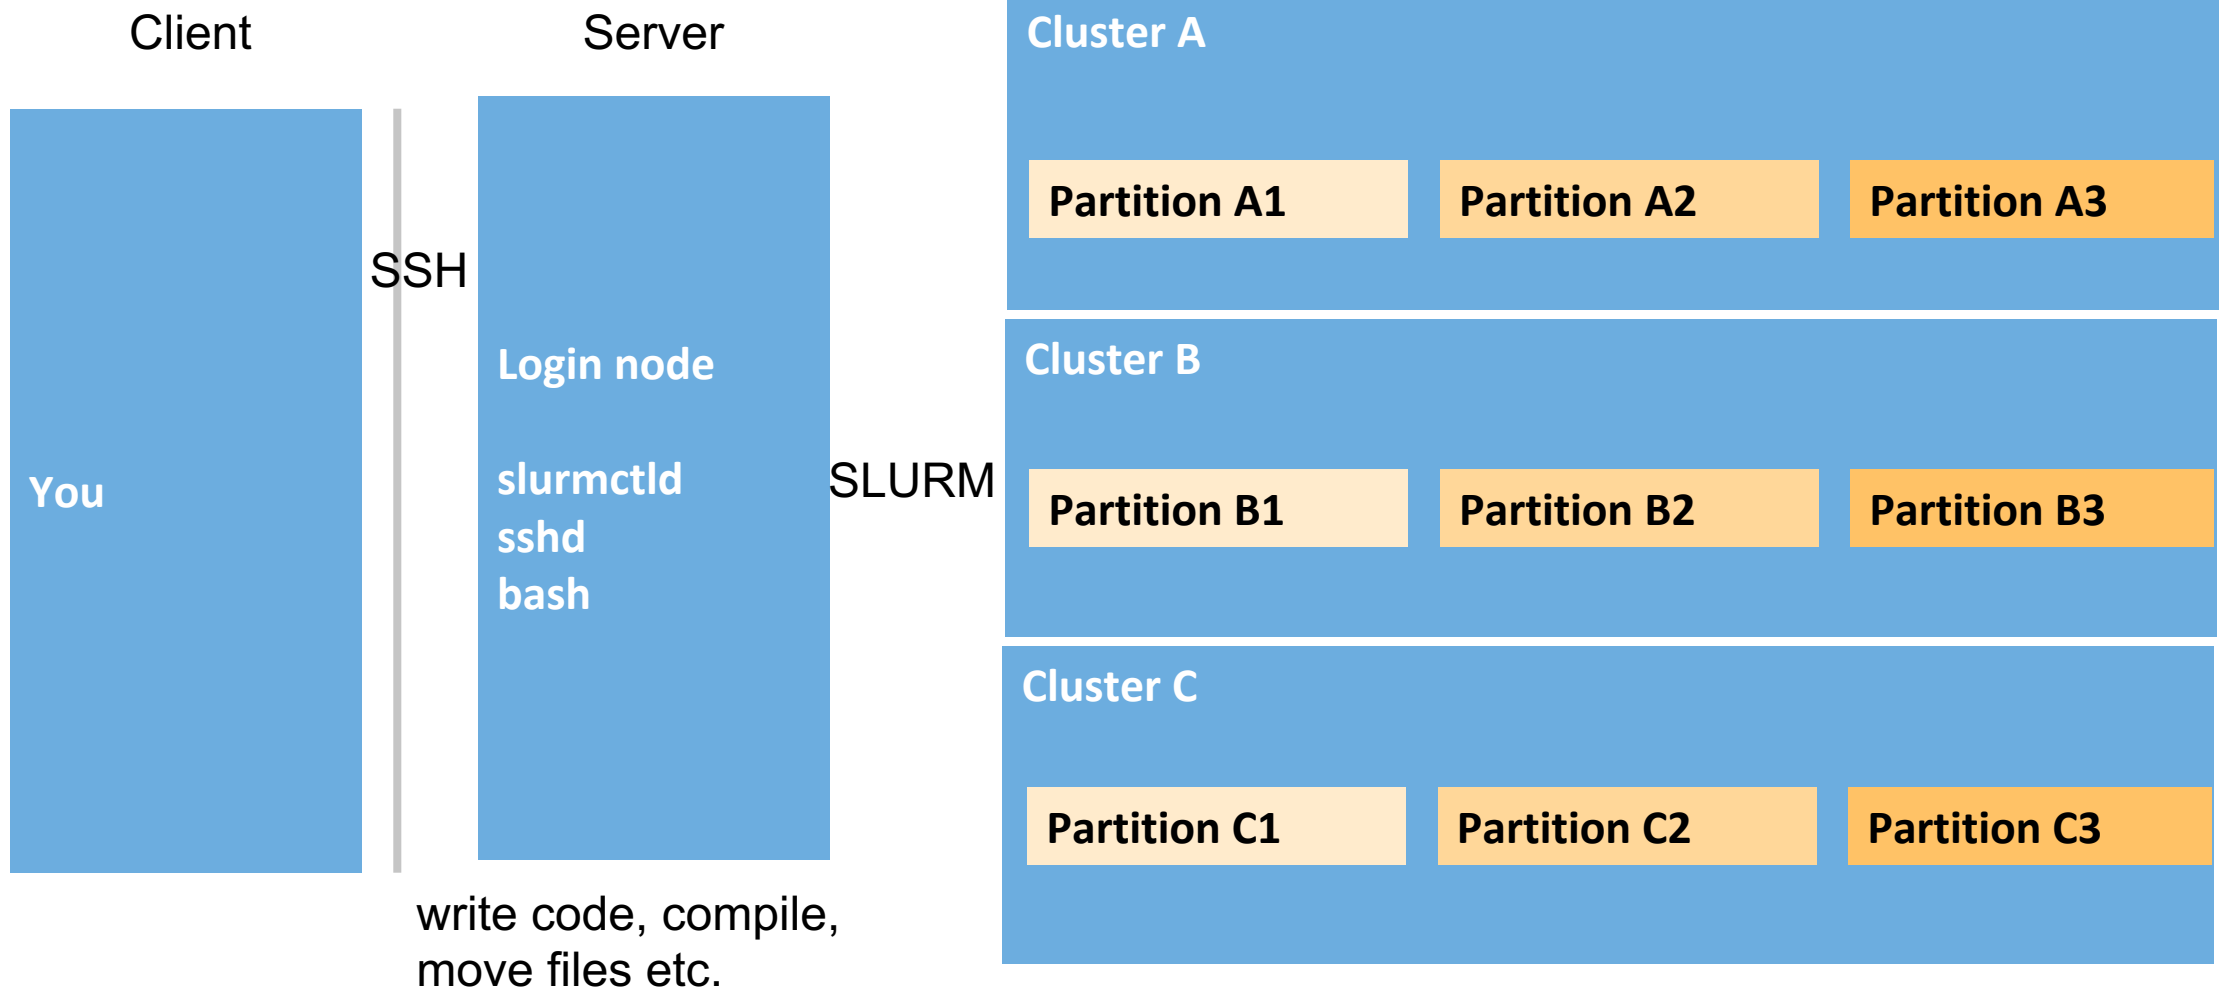 Client
Server
You
SSH
Login node
slurmctld
sshd
bash
write code, compile,
move files etc.
SLURM
Cluster A
Partition A1
Partition A2
Partition A3
Cluster B
Partition B1
Partition B2
Partition B3
Cluster C
Partition C1
Partition C2
Partition C3